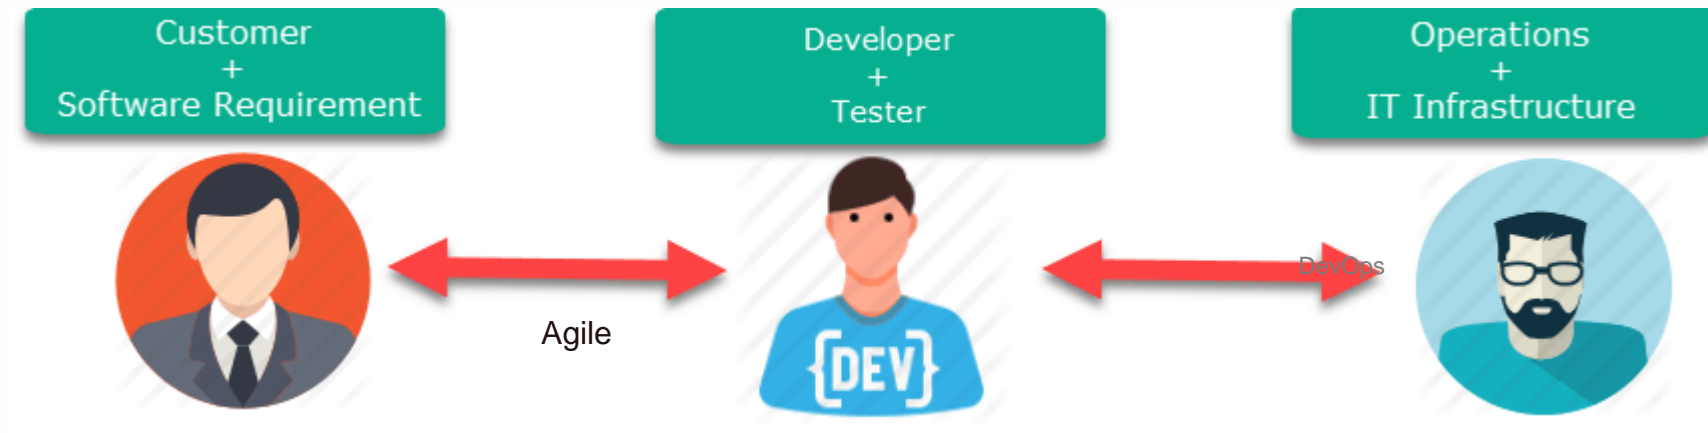 Customer
+
Software Requirement
Developer
+
Tester
Operations
+
IT Infrastructure
DevOps
Agile
{DEV}